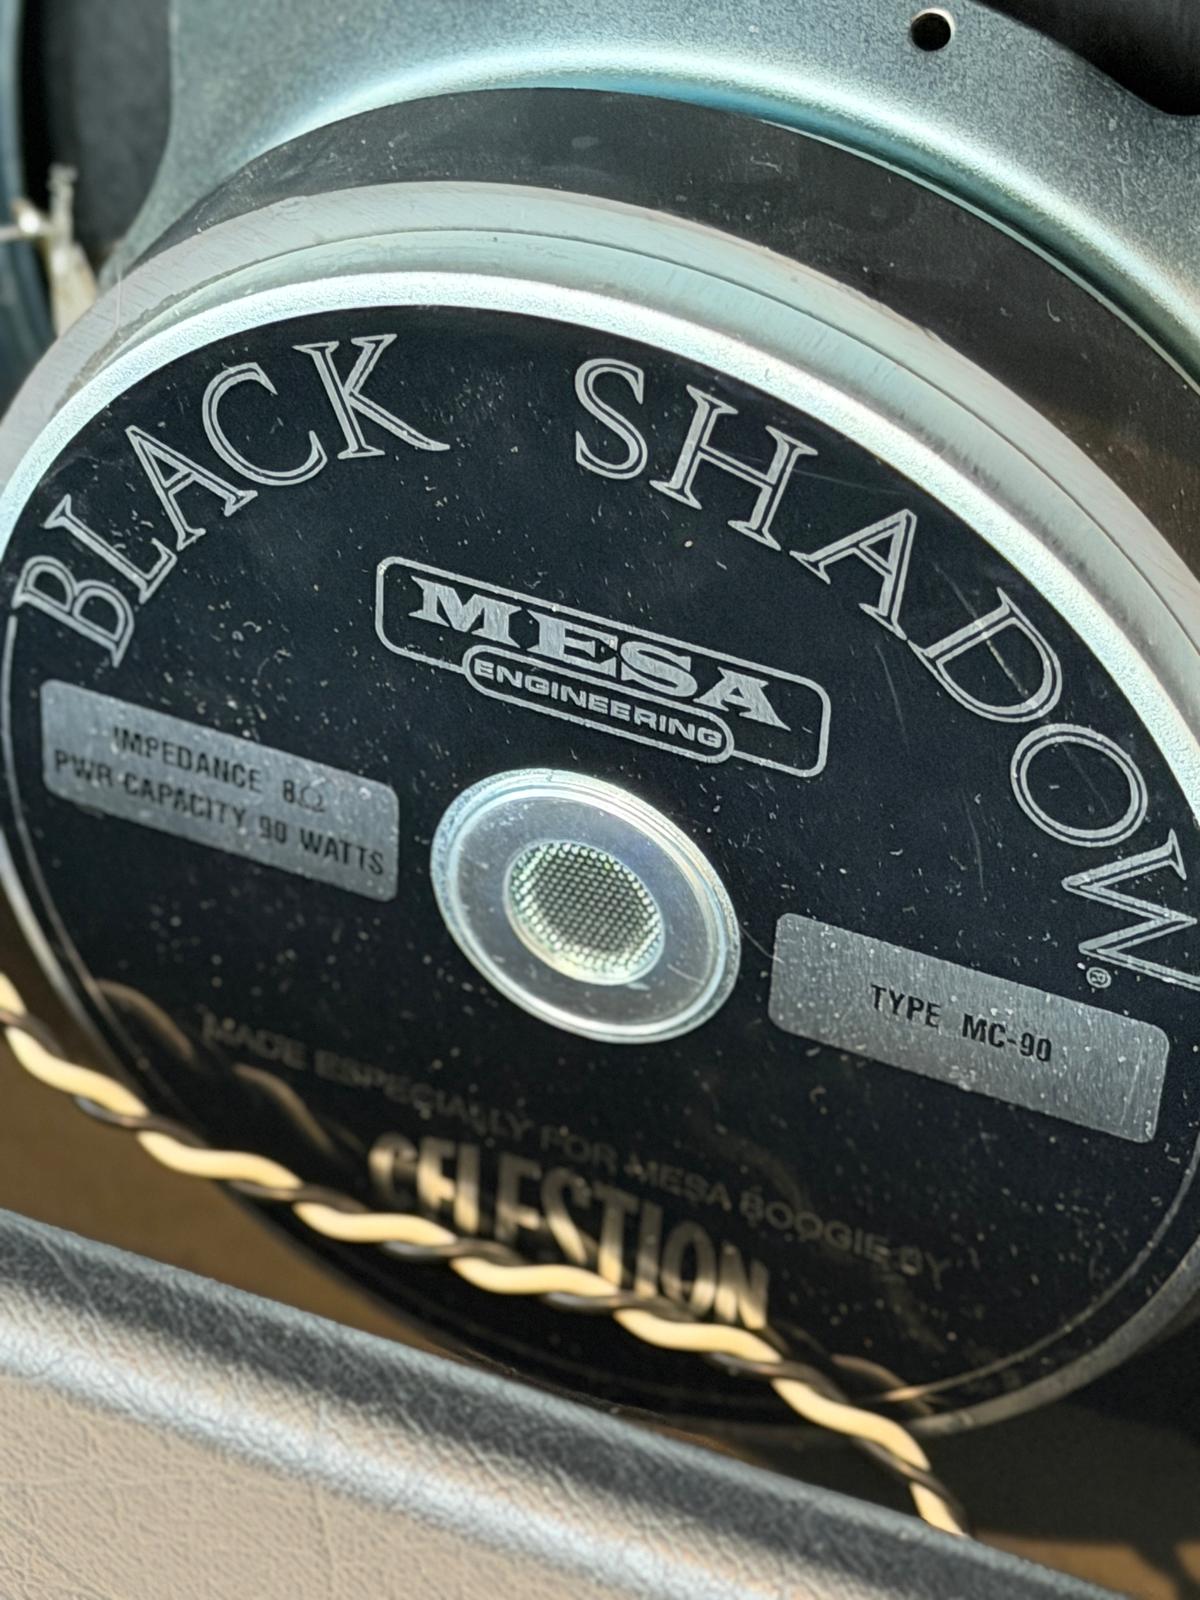 BLACK SHADOW®
MESA
ENGINEERING
IMPEDANCE 8Ω
PWR CAPACITY 90 WATTS
TYPE MC-90
MADE ESPECIALLY FOR MESA BOOGIE BY
CELESTION